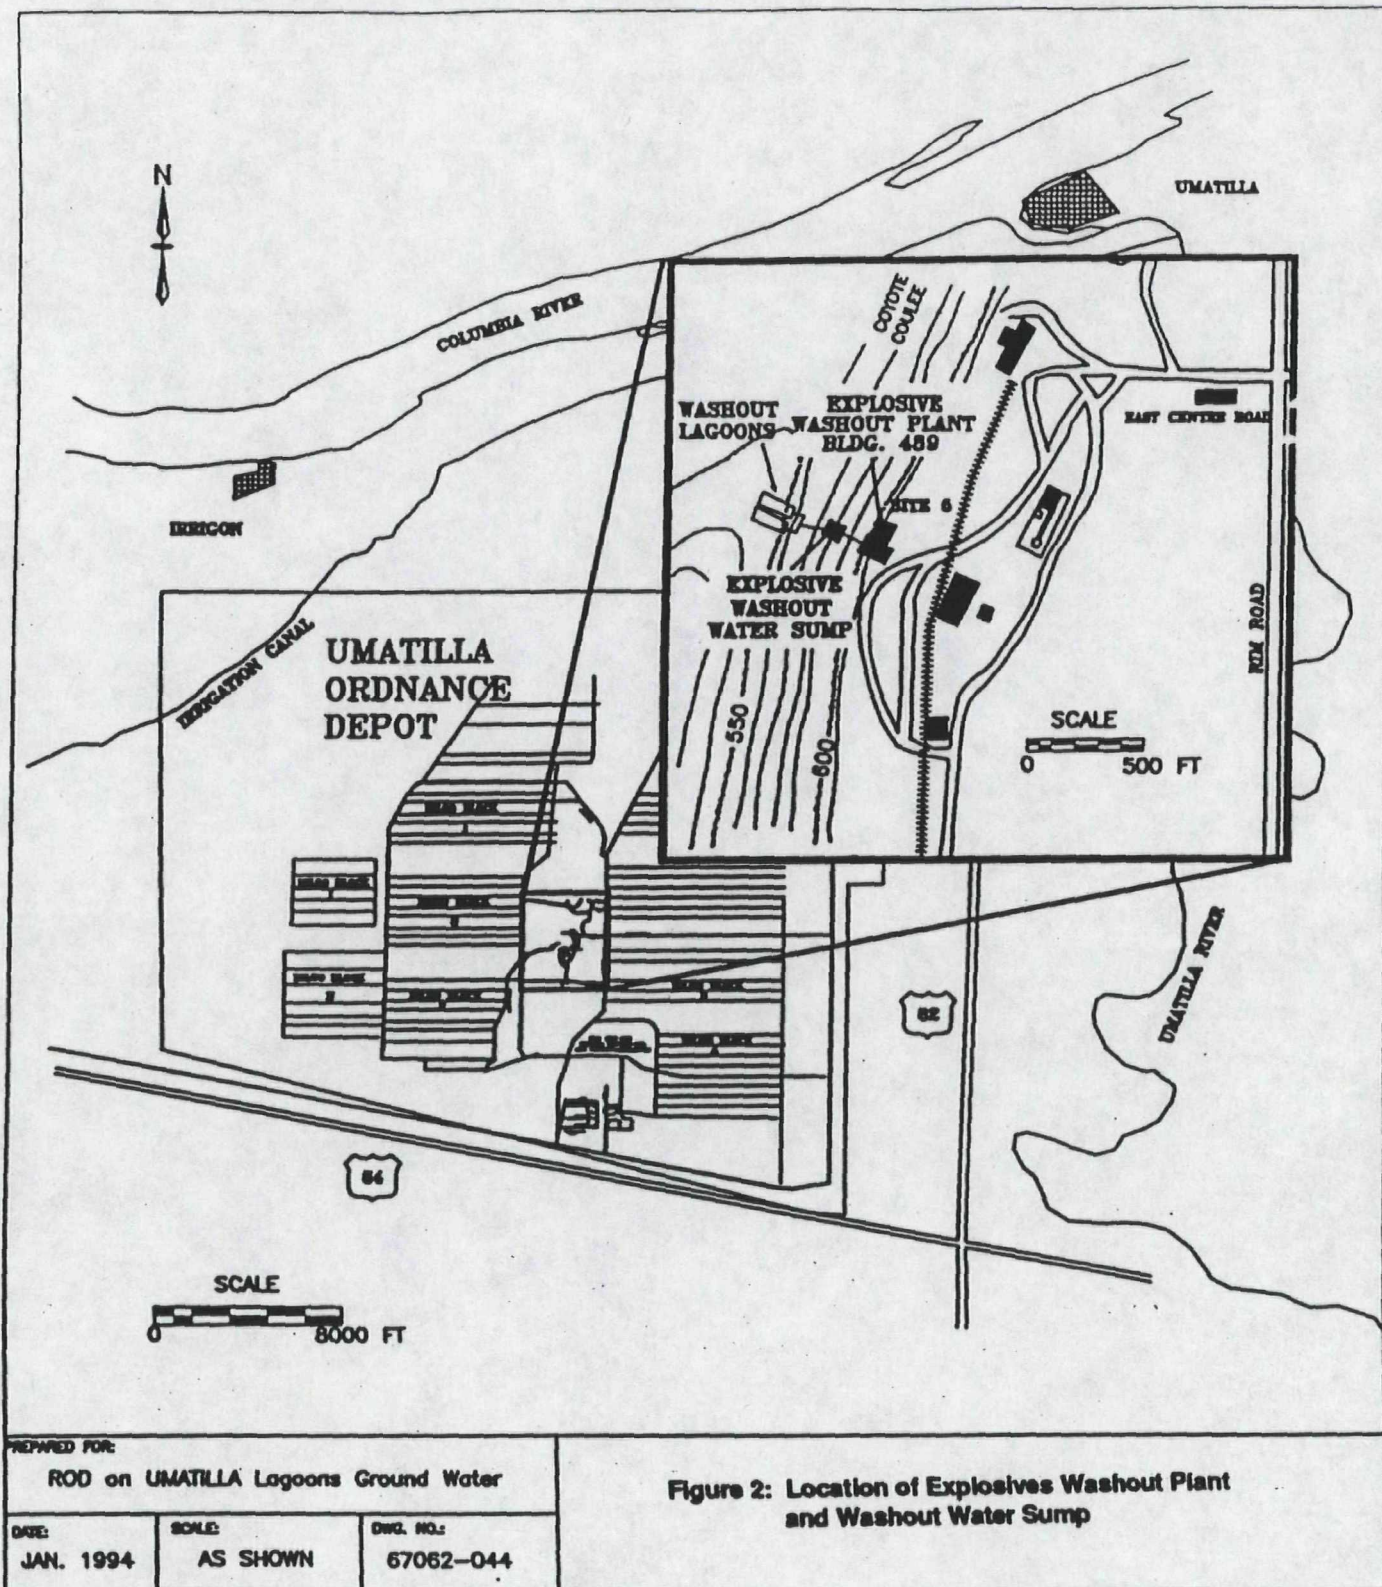 N
UMATILLA
COLUMBIA RIVER
COYOTE
COULEE
WASHOUT
LAGOONS
EXPLOSIVE
WASHOUT PLANT
BLDG. 489
EAST CENTRE ROAD
SITE 5
IRRIGON
EXPLOSIVE
WASHOUT
WATER SUMP
RIM ROAD
UMATILLA
ORDNANCE
DEPOT
IRRIGATION CANAL
550
600
SCALE
0 500 FT
UMATILLA RIVER
82
84
SCALE
0 8000 FT
PREPARED FOR:
ROD on UMATILLA Lagoons Ground Water
DATE:
JAN. 1994
SCALE:
AS SHOWN
DWG. NO.:
67062-044
Figure 2: Location of Explosives Washout Plant
and Washout Water Sump